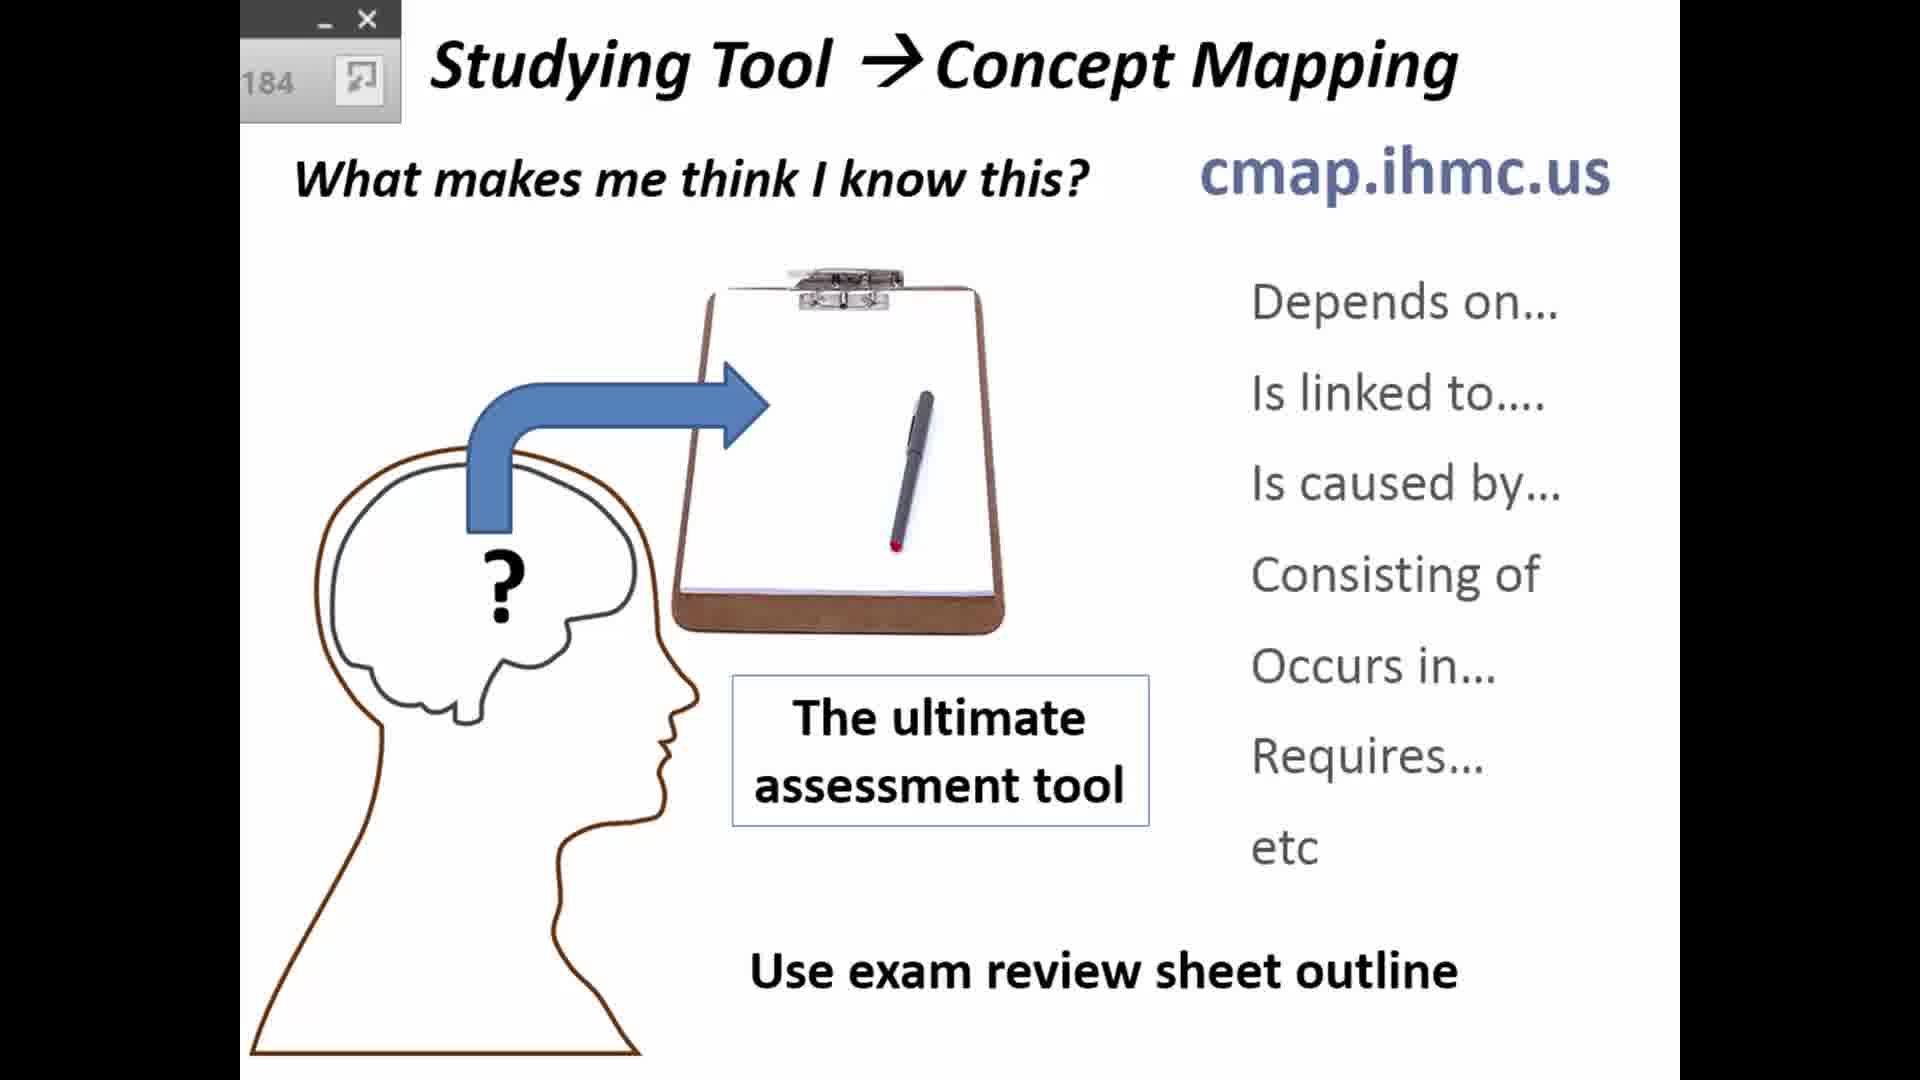 184
Studying Tool → Concept Mapping
What makes me think I know this?
cmap.ihmc.us
Depends on...
Is linked to....
Is caused by...
Consisting of
Occurs in...
Requires...
etc
?
The ultimate
assessment tool
Use exam review sheet outline